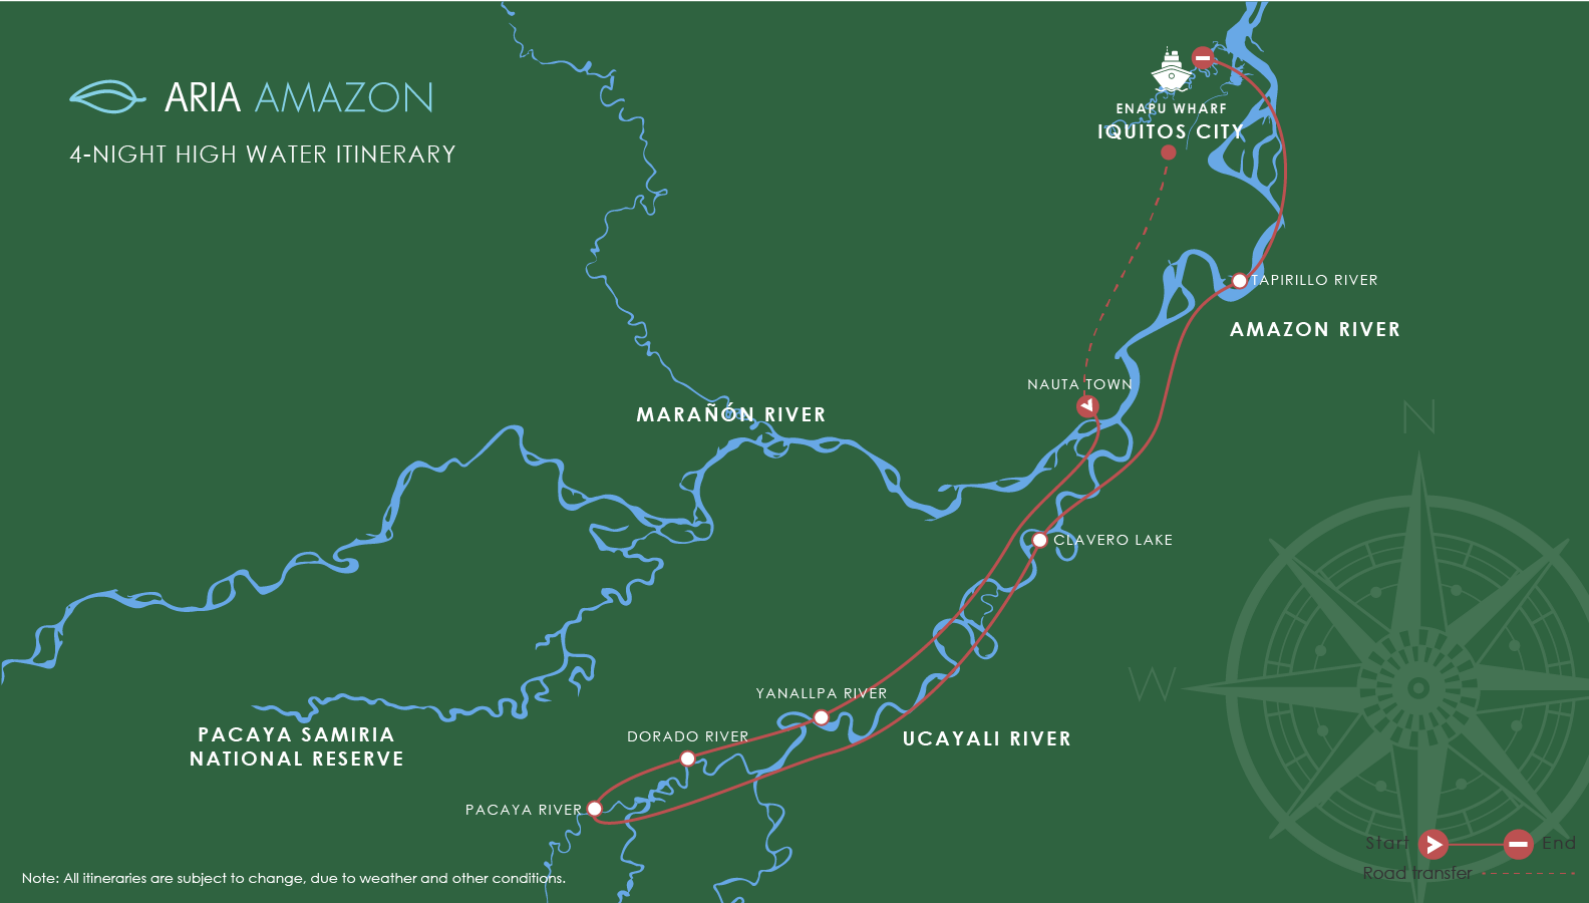 ARIA AMAZON
4-NIGHT HIGH WATER ITINERARY
ENAPU WHARF
IQUITOS CITY
TAPIRILLO RIVER
AMAZON RIVER
NAUTA TOWN
MARAÑÓN RIVER
N
CLAVERO LAKE
W
YANALLPA RIVER
DORADO RIVER
UCAYALI RIVER
PACAYA SAMIRIA
NATIONAL RESERVE
PACAYA RIVER
Start End
Road transfer
Note: All itineraries are subject to change, due to weather and other conditions.